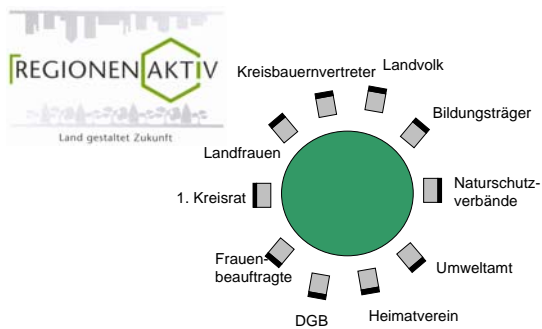 REGIONEN AKTIV
Land gestaltet Zukunft
Kreisbauernvertreter
Landvolk
Bildungsträger
Landfrauen
1. Kreisrat
Naturschutz-
verbände
Frauen-
beauftragte
Umweltamt
DGB
Heimatverein